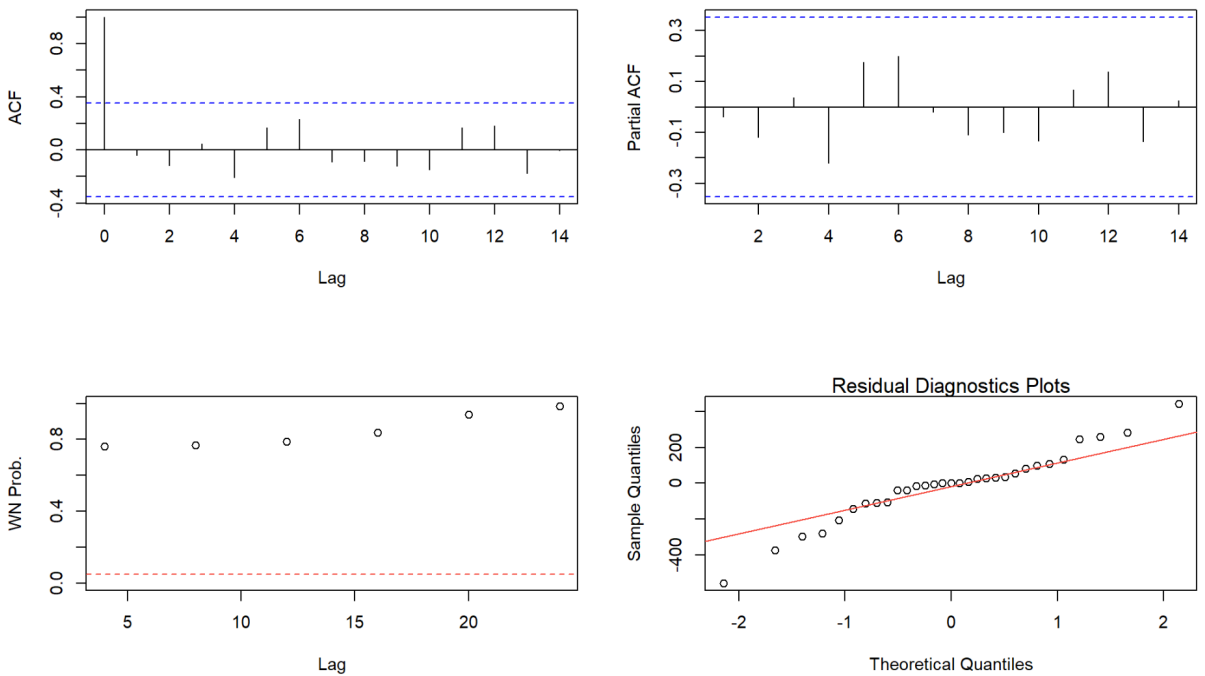 ACF
0.8
0.4
0.0
-0.4
0 2 4 6 8 10 12 14
Lag
Partial ACF
0.3
0.1
-0.1
-0.3
2 4 6 8 10 12 14
Lag
WN Prob.
0.8
0.4
0.0
5 10 15 20
Lag
Residual Diagnostics Plots
Sample Quantiles
200
0
-400
-2 -1 0 1 2
Theoretical Quantiles